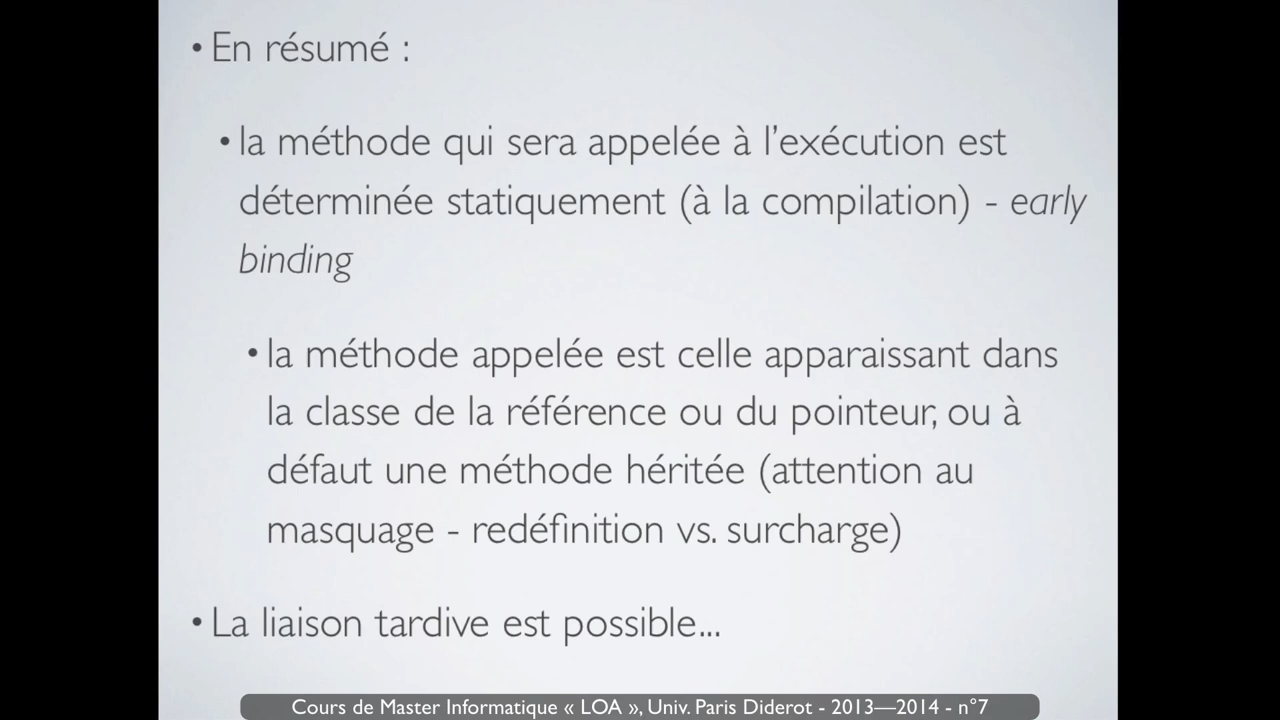 • En résumé :
• la méthode qui sera appelée à l’exécution est
déterminée statiquement (à la compilation) - early
binding
• la méthode appelée est celle apparaissant dans
la classe de la référence ou du pointeur, ou à
défaut une méthode héritée (attention au
masquage - redéfinition vs. surcharge)
• La liaison tardive est possible...
Cours de Master Informatique « LOA », Univ. Paris Diderot - 2013—2014 - n°7